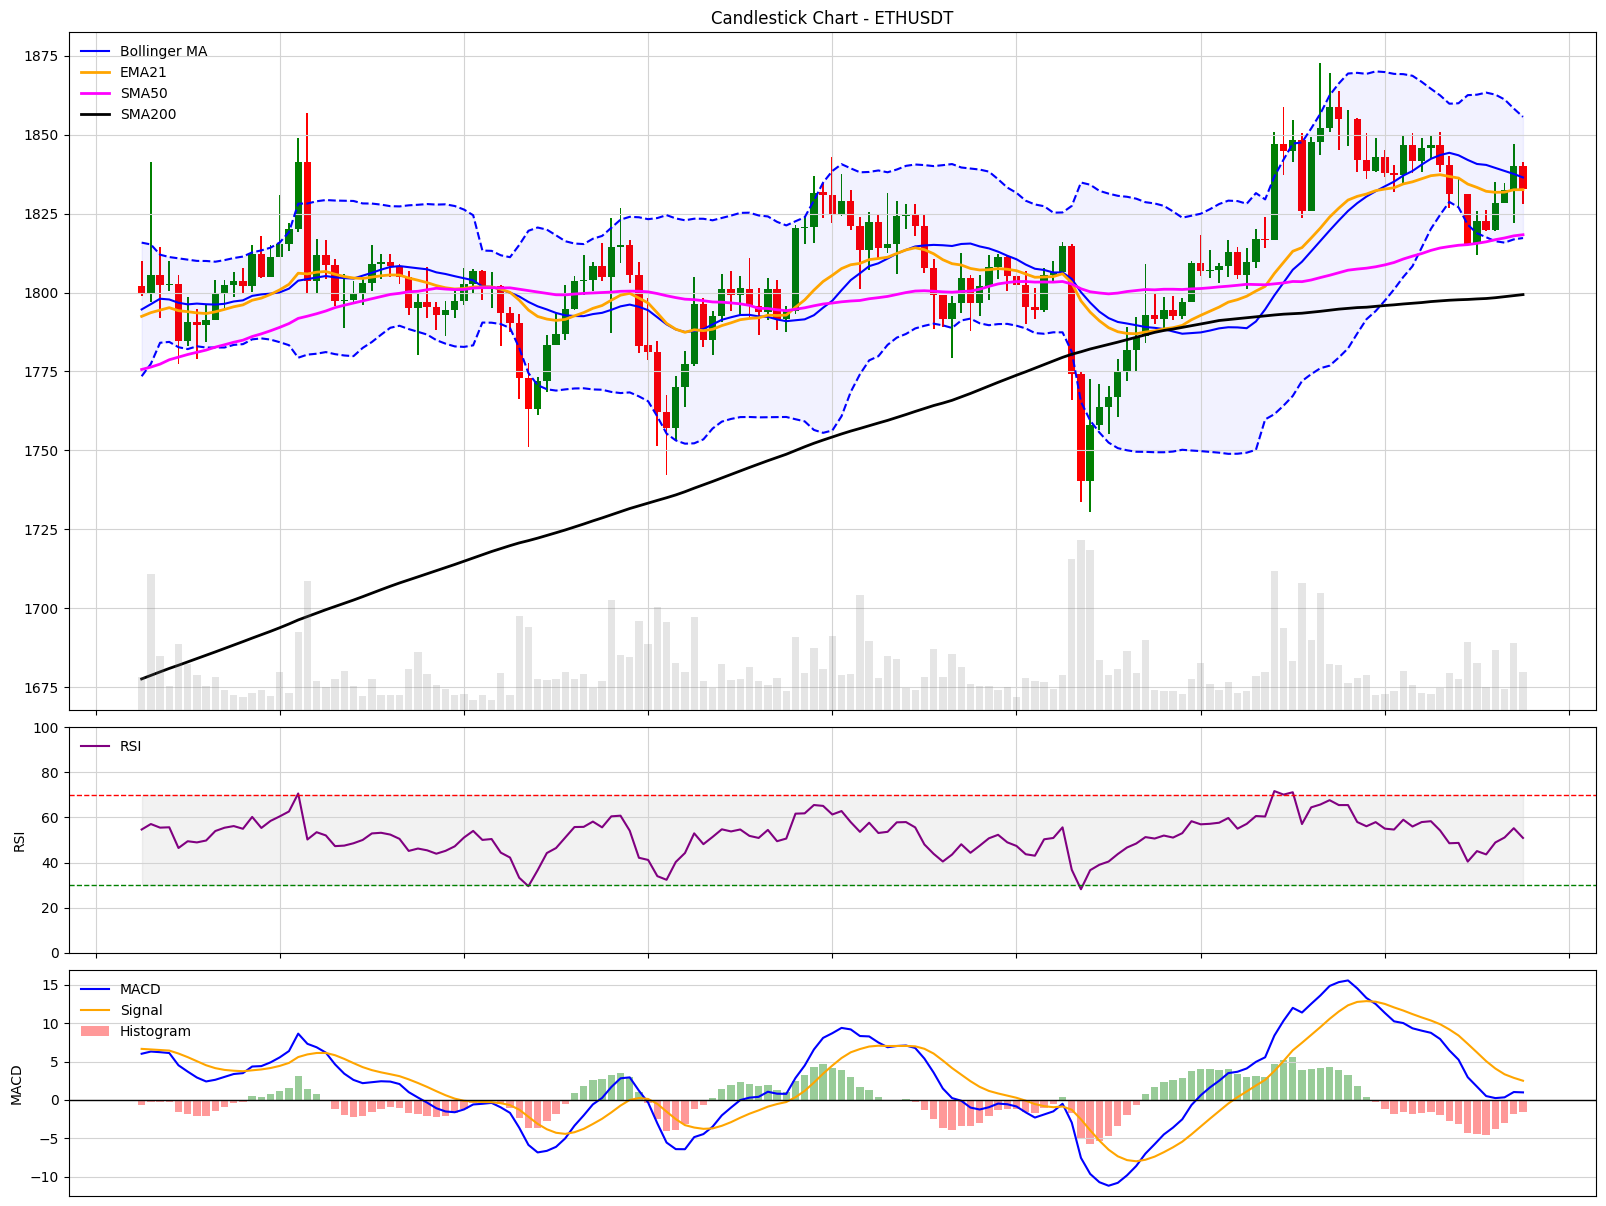 Candlestick Chart - ETHUSDT
Bollinger MA
EMA21
SMA50
SMA200
1875
1850
1825
1800
1775
1750
1725
1700
1675
RSI
RSI
100
80
60
40
20
0
MACD
Signal
Histogram
MACD
15
10
5
0
−5
−10